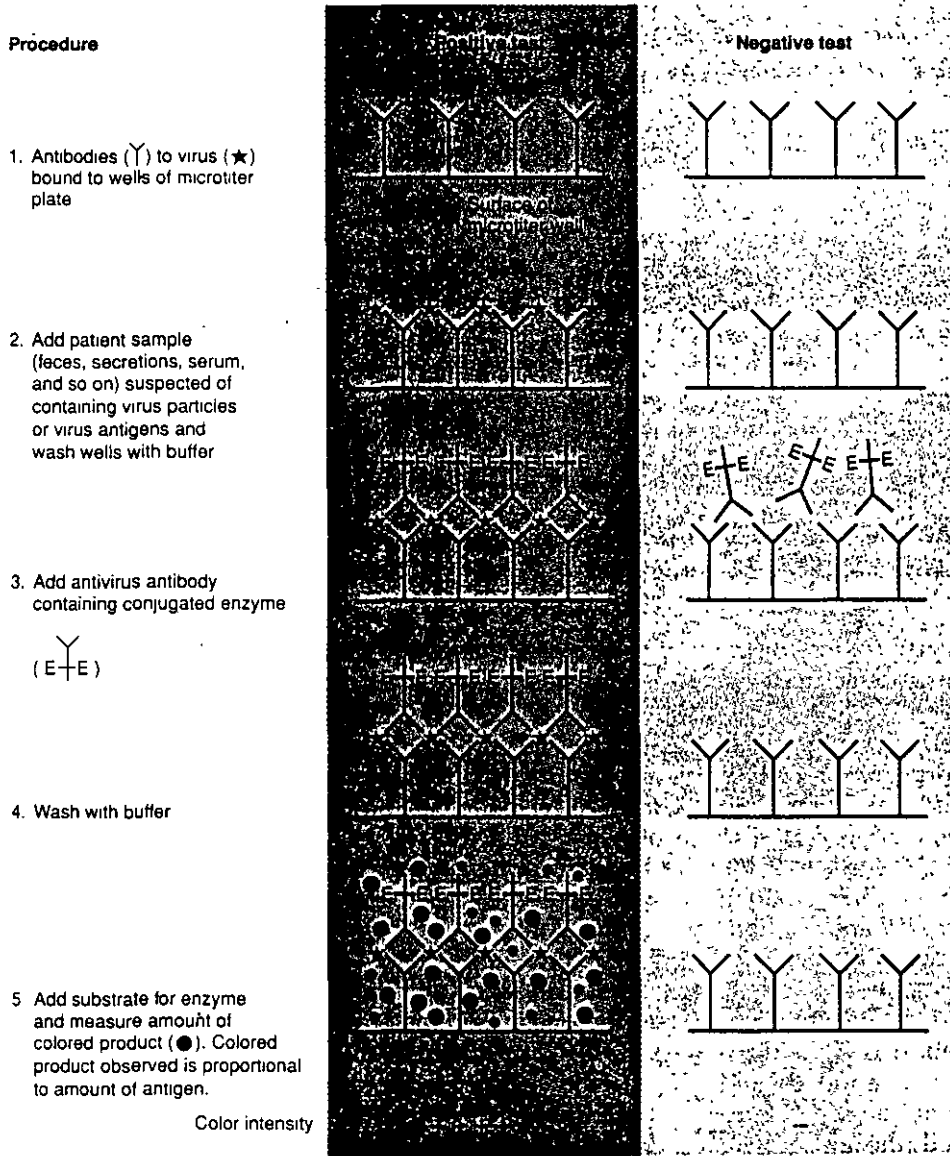 Procedure
Positive test
Negative test
1. Antibodies (Y) to virus (★)
bound to wells of microtiter
plate
Surface of
microtiter well
2. Add patient sample
(feces, secretions, serum,
and so on) suspected of
containing virus particles
or virus antigens and
wash wells with buffer
E E E E E E E E
E E E E E E
3. Add antivirus antibody
containing conjugated enzyme
( E E )
E E E E E E E E
4. Wash with buffer
E E E E E E E E
5 Add substrate for enzyme
and measure amount of
colored product (●). Colored
product observed is proportional
to amount of antigen.
Color intensity
–